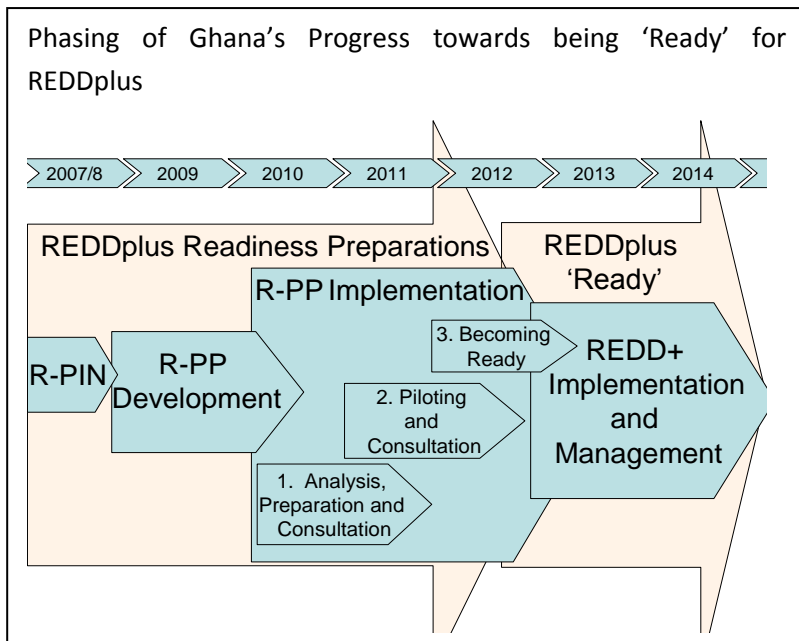 Phasing of Ghana’s Progress towards being ‘Ready’ for
REDDplus
2007/8
2009
2010
2011
2012
2013
2014
REDDplus Readiness Preparations
REDDplus
‘Ready’
R-PP Implementation
R-PIN
R-PP
Development
3. Becoming
Ready
2. Piloting
and
Consultation
1. Analysis,
Preparation and
Consultation
REDD+
Implementation
and
Management